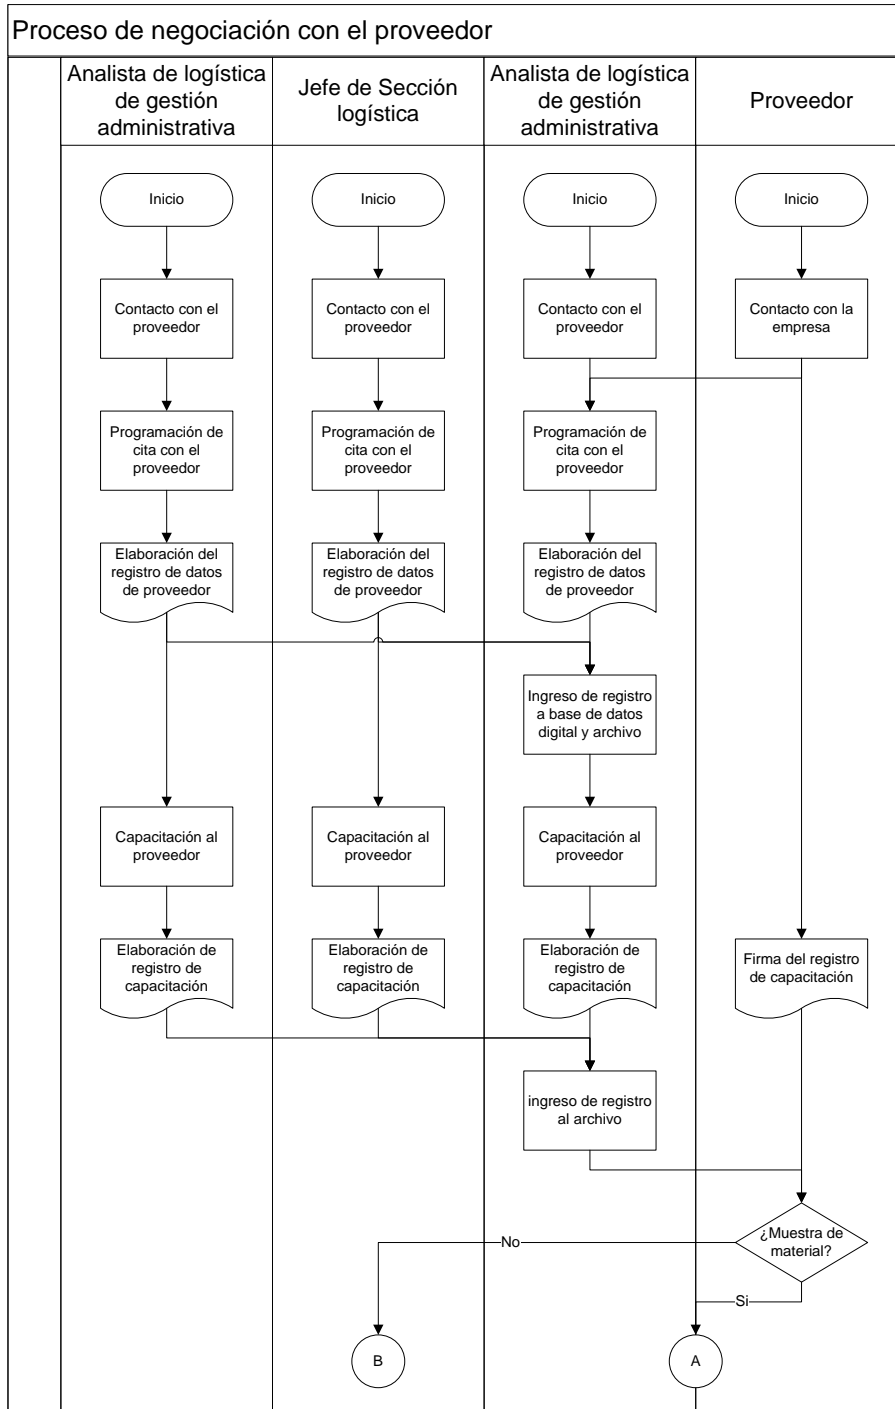 Proceso de negociación con el proveedor
Analista de logística
de gestión
administrativa
Jefe de Sección
logística
Analista de logística
de gestión
administrativa
Proveedor
Inicio
Inicio
Inicio
Inicio
Contacto con el
proveedor
Contacto con el
proveedor
Contacto con el
proveedor
Contacto con la
empresa
Programación de
cita con el
proveedor
Programación de
cita con el
proveedor
Programación de
cita con el
proveedor
Elaboración del
registro de datos
de proveedor
Elaboración del
registro de datos
de proveedor
Elaboración del
registro de datos
de proveedor
Ingreso de registro
a base de datos
digital y archivo
Capacitación al
proveedor
Capacitación al
proveedor
Capacitación al
proveedor
Elaboración de
registro de
capacitación
Elaboración de
registro de
capacitación
Elaboración de
registro de
capacitación
Firma del registro
de capacitación
ingreso de registro
al archivo
¿Muestra de
material?
No
Si
B
A